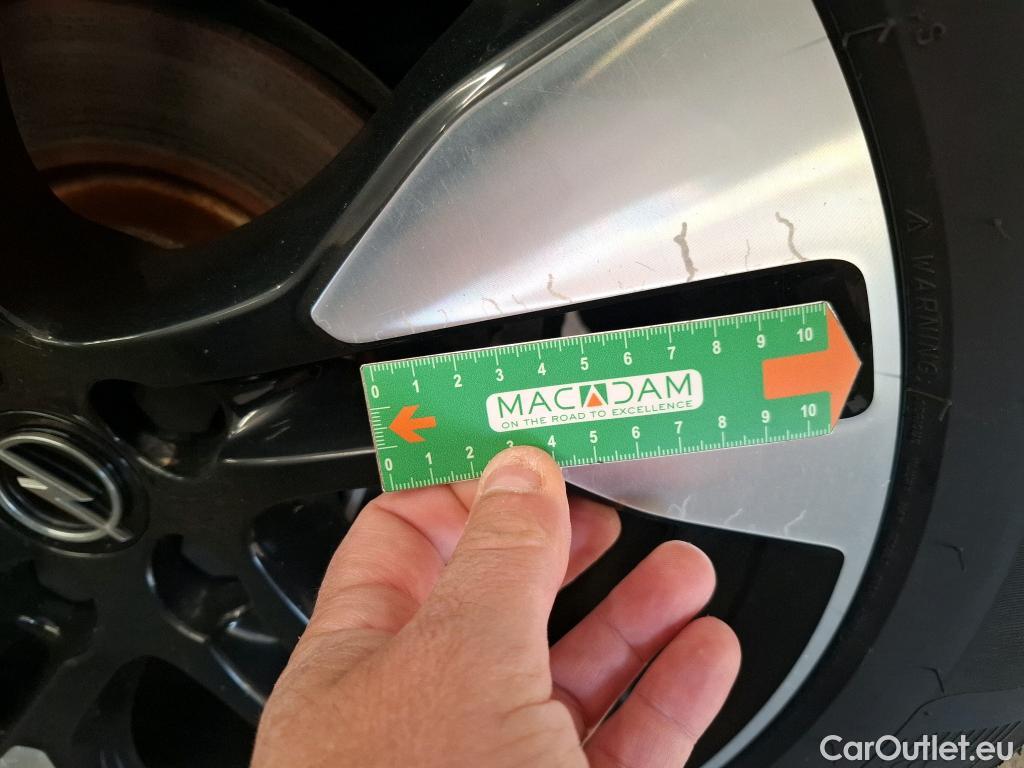 WARNING:
0 1 2 3 4 5 6 7 8 9 10
MACADAM
ON THE ROAD TO EXCELLENCE
0 1 2 3 4 5 6 7 8 9 10
CarOutlet.eu